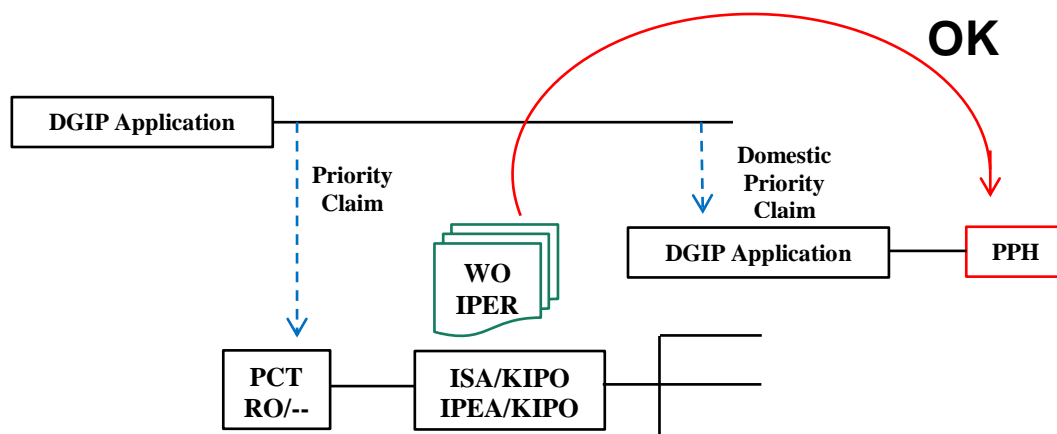 OK
DGIP Application
Priority
Claim
Domestic
Priority
Claim
WO
IPER
DGIP Application
PPH
PCT
RO/--
ISA/KIPO
IPEA/KIPO